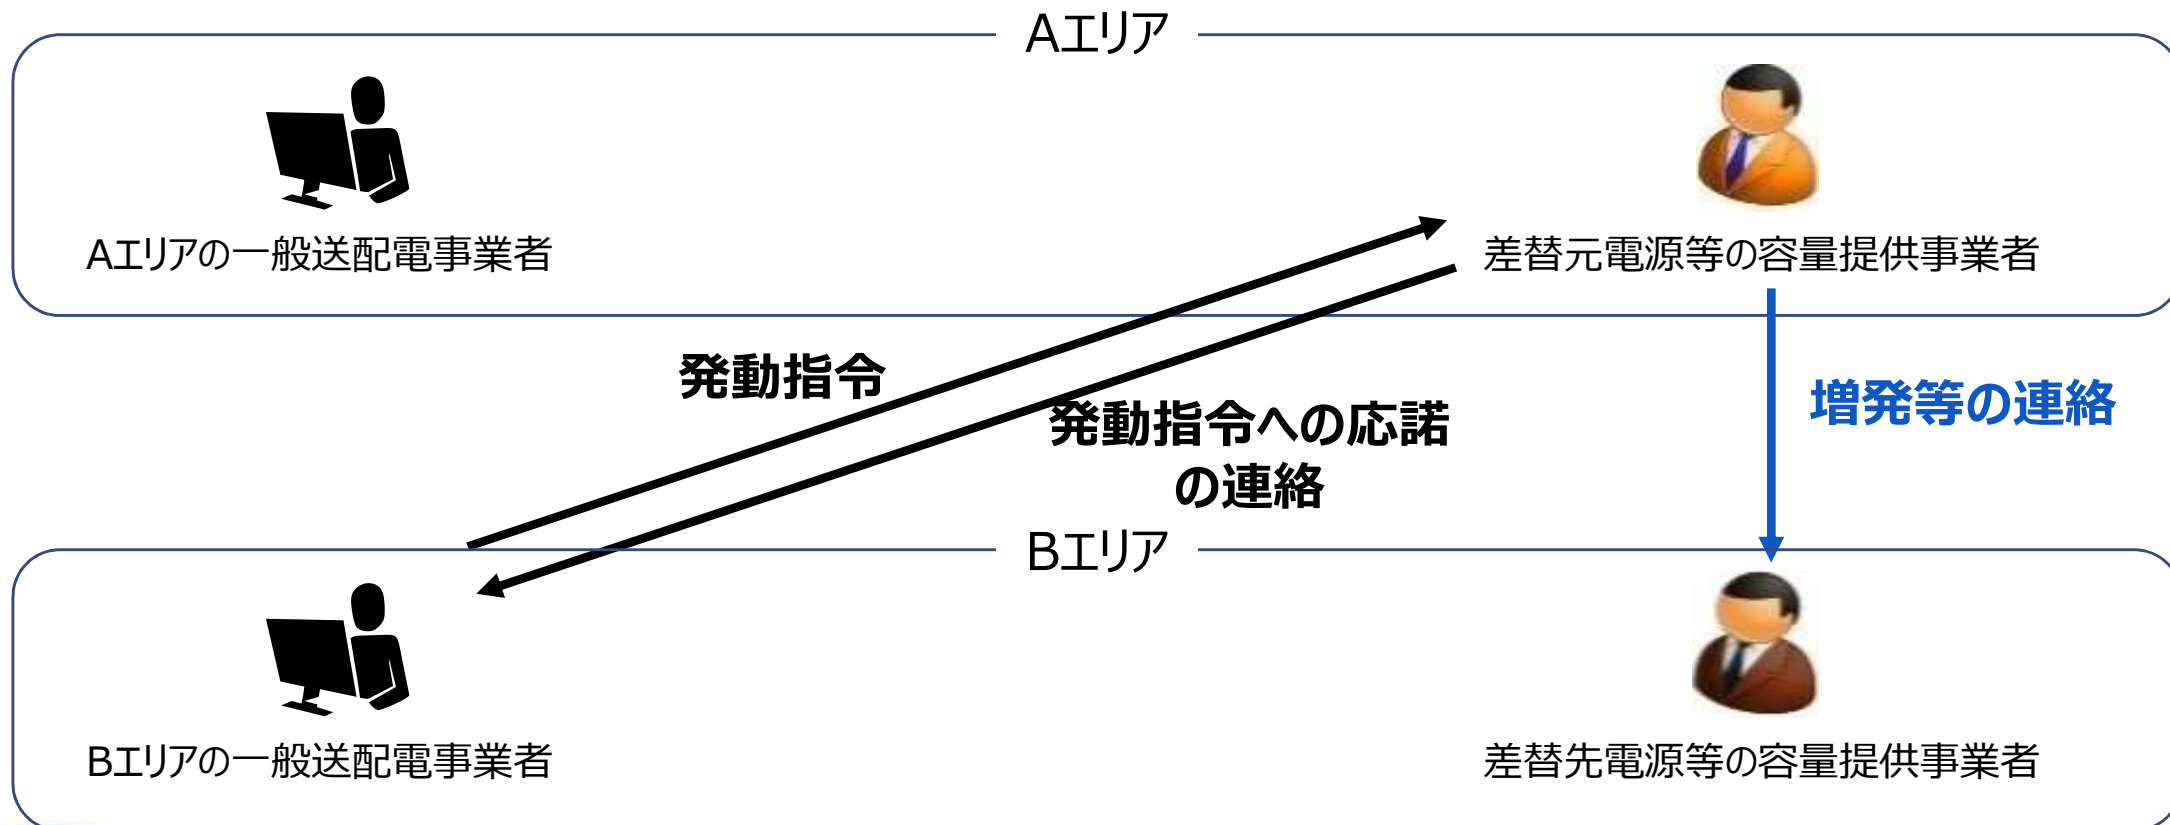 Aエリア
Aエリアの一般送配電事業者
差替元電源等の容量提供事業者
発動指令
増発等の連絡
発動指令への応諾
の連絡
Bエリア
Bエリアの一般送配電事業者
差替先電源等の容量提供事業者